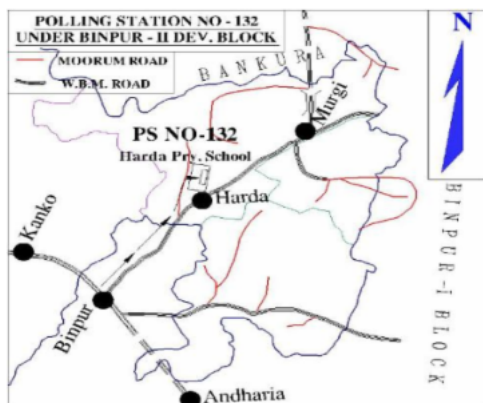 POLLING STATION NO - 132
UNDER BINPUR - II DEV. BLOCK
MOORUM ROAD
W.B.M. ROAD
N
BANKURA
Murgi
PS NO-132
Harda Pry. School
Harda
Kanko
Binpur
Andharia
BINPUR-I BLOCK